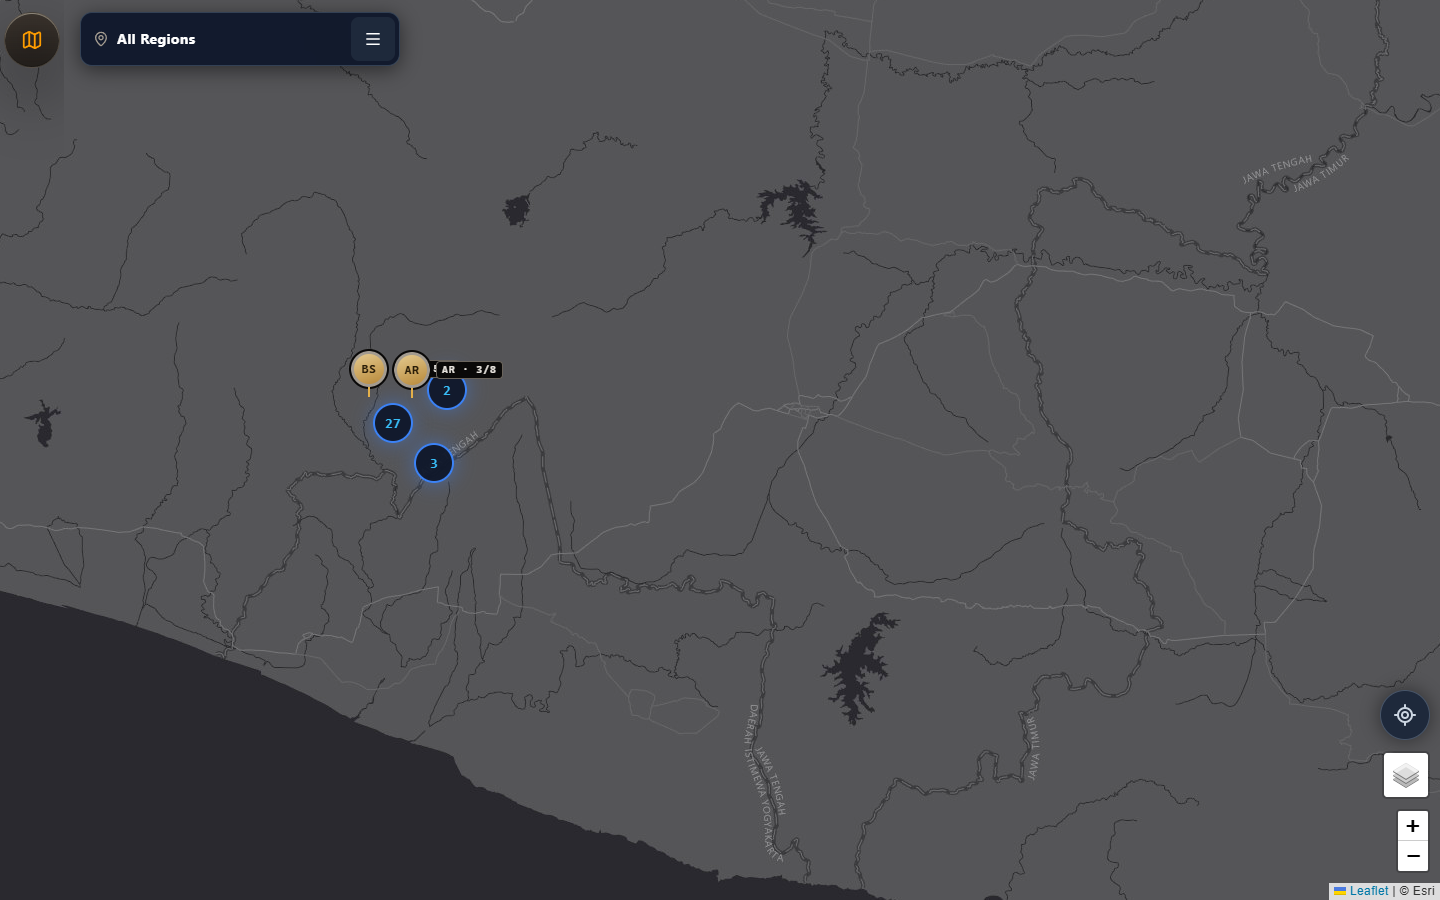 All Regions
JAWA TENGAH
JAWA TIMUR
BS
AR
AR · 3/8
2
27
3
ENGAH
DAERAH ISTIMEWA YOGYAKARTA
JAWA TENGAH
JAWA TIMUR
+
−
Leaflet | © Esri